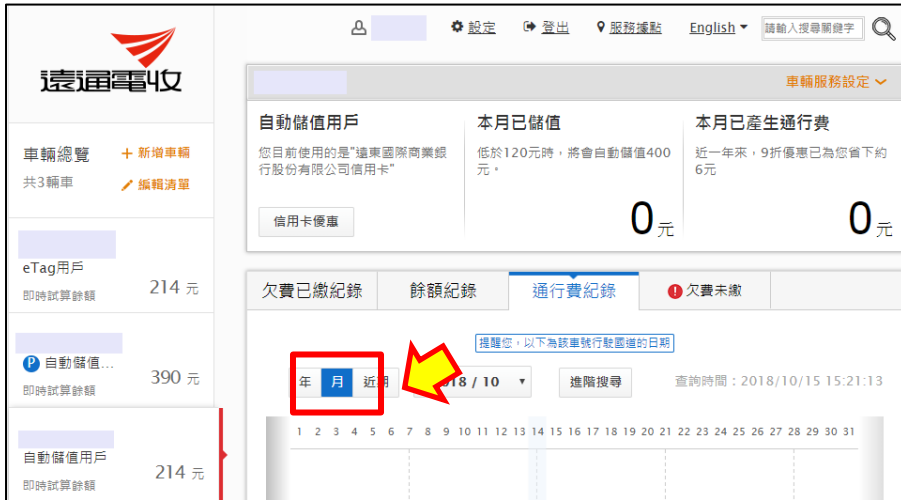 設定 登出 服務據點 English 請輸入搜尋關鍵字
遠通電收
車輛總覽 + 新增車輛
共3輛車 編輯清單
eTag用戶
即時試算餘額 214 元
P 自動儲值...
即時試算餘額 390 元
自動儲值用戶
即時試算餘額 214 元
車輛服務設定
自動儲值用戶
您目前使用的是"遠東國際商業銀
行股份有限公司信用卡"
信用卡優惠
本月已儲值
低於120元時，將會自動儲值400
元。
0 元
本月已產生通行費
近一年來，9折優惠已為您省下約
6元
0 元
欠費已繳紀錄 餘額紀錄 通行費紀錄 ! 欠費未繳
提醒您，以下為該車號行駛國道的日期
年 月 近期 2018 / 10 進階搜尋 查詢時間：2018/10/15 15:21:13
1 2 3 4 5 6 7 8 9 10 11 12 13 14 15 16 17 18 19 20 21 22 23 24 25 26 27 28 29 30 31